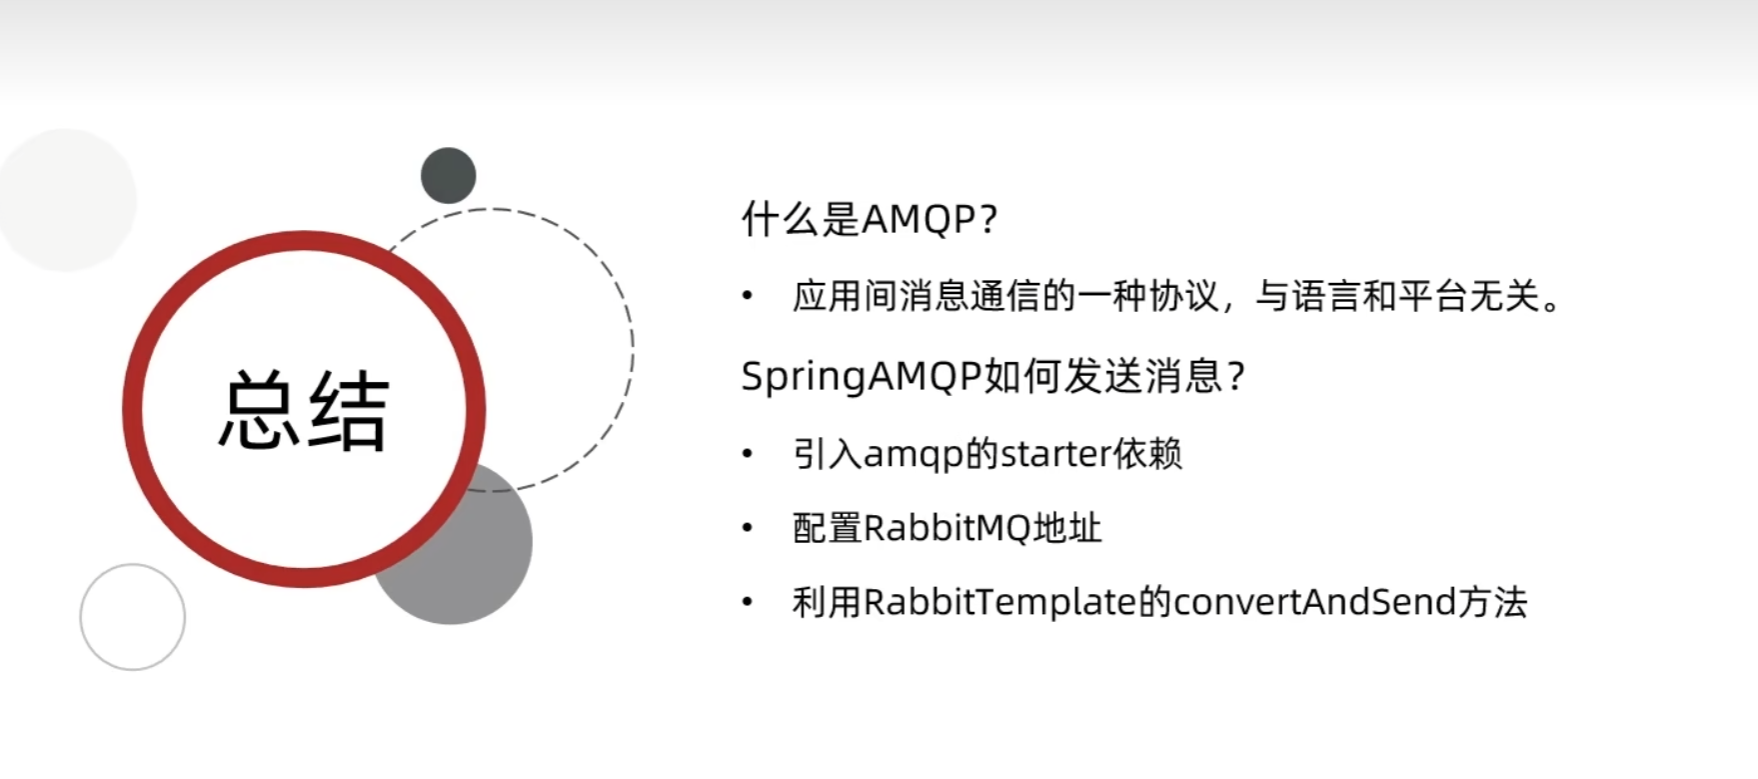 总结
什么是AMQP？
• 应用间消息通信的一种协议，与语言和平台无关。
SpringAMQP如何发送消息？
• 引入amqp的starter依赖
• 配置RabbitMQ地址
• 利用RabbitTemplate的convertAndSend方法